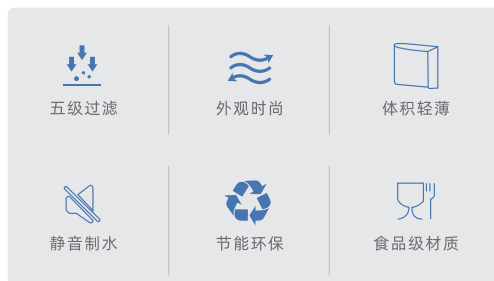 五级过滤
外观时尚
体积轻薄
静音制水
节能环保
食品级材质